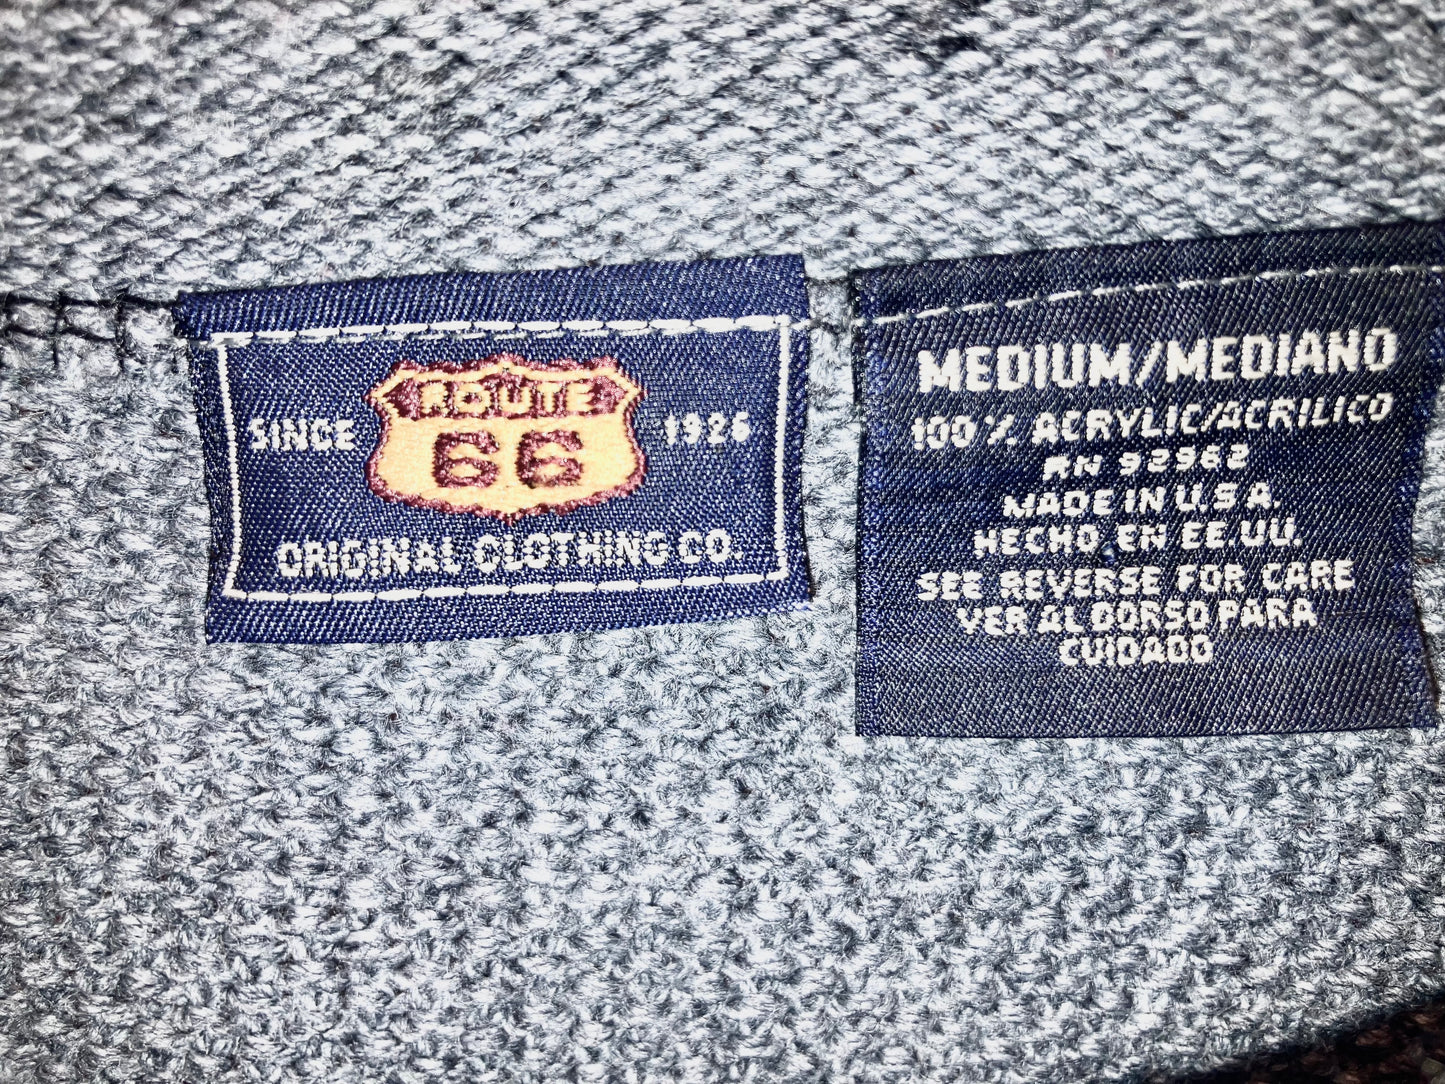 ROUTE
66
SINCE 1926
ORIGINAL CLOTHING CO.
MEDIUM/MEDIANO
100% ACRYLIC/ACRILICO
RN 92962
MADE IN U.S.A.
HECHO EN EE.UU.
SEE REVERSE FOR CARE
VER AL DORSO PARA
CUIDADO